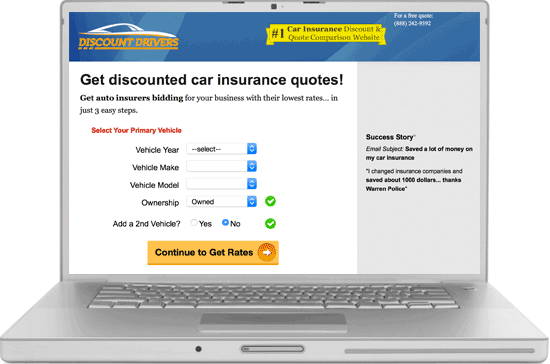 DISCOUNT DRIVERS
#1 Car Insurance Discount &
Quote Comparison Website
For a free quote:
(888) 242-9392
Get discounted car insurance quotes!
Get auto insurers bidding for your business with their lowest rates... in
just 3 easy steps.
Select Your Primary Vehicle
Vehicle Year --select--
Vehicle Make
Vehicle Model
Ownership Owned
Add a 2nd Vehicle? Yes No
Continue to Get Rates
Success Story"
Email Subject: Saved a lot of money on
my car insurance
"I changed insurance companies and
saved about 1000 dollars... thanks
Warren Police"